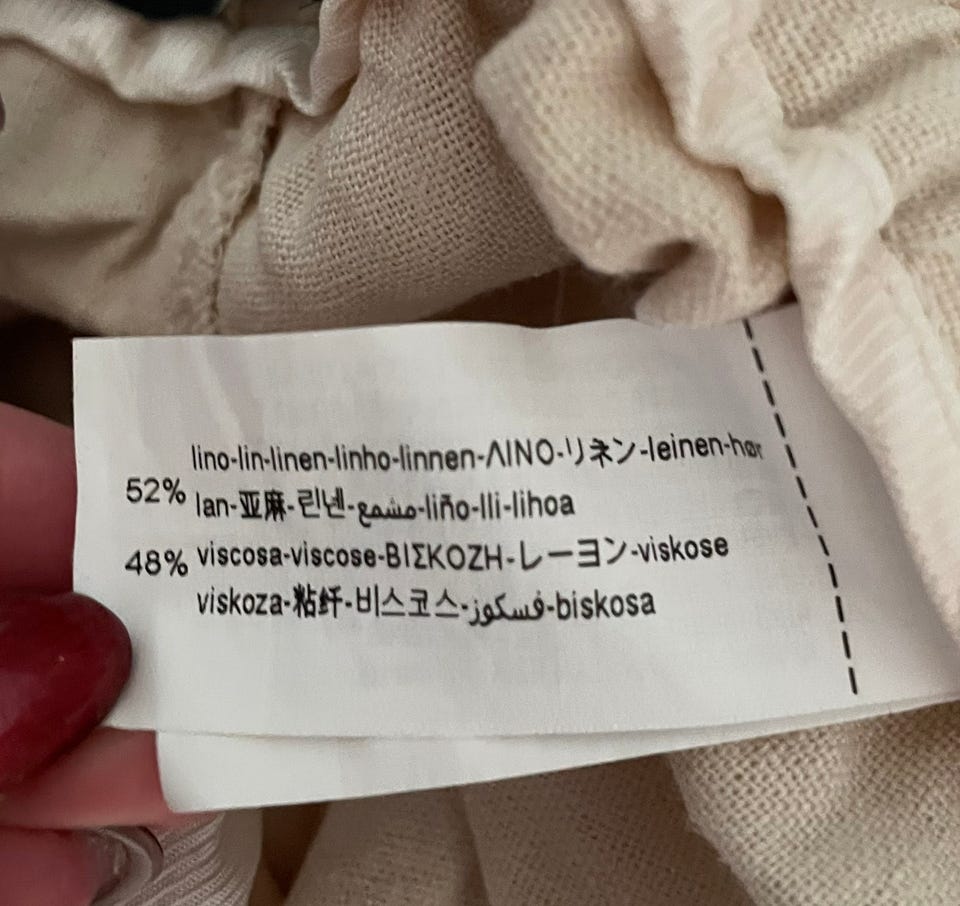 52% lino-lin-linen-linho-linnen-ΛΙΝΟ-リネン-leinen-hør
lan-亚麻-린넨-مشمع-liño-lli-lihoa
48% viscosa-viscose-ΒΙΣΚΟΖΗ-レーヨン-viskose
viskoza-粘纤-비스코스-فسكوز-biskosa